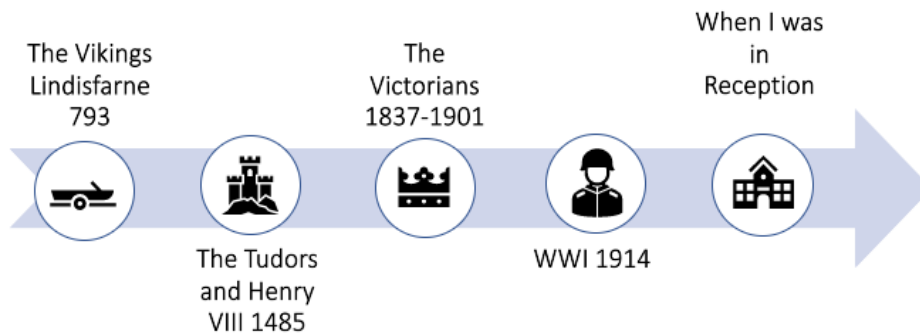 The Vikings
Lindisfarne
793
The Tudors
and Henry
VIII 1485
The
Victorians
1837-1901
WWI 1914
When I was
in
Reception